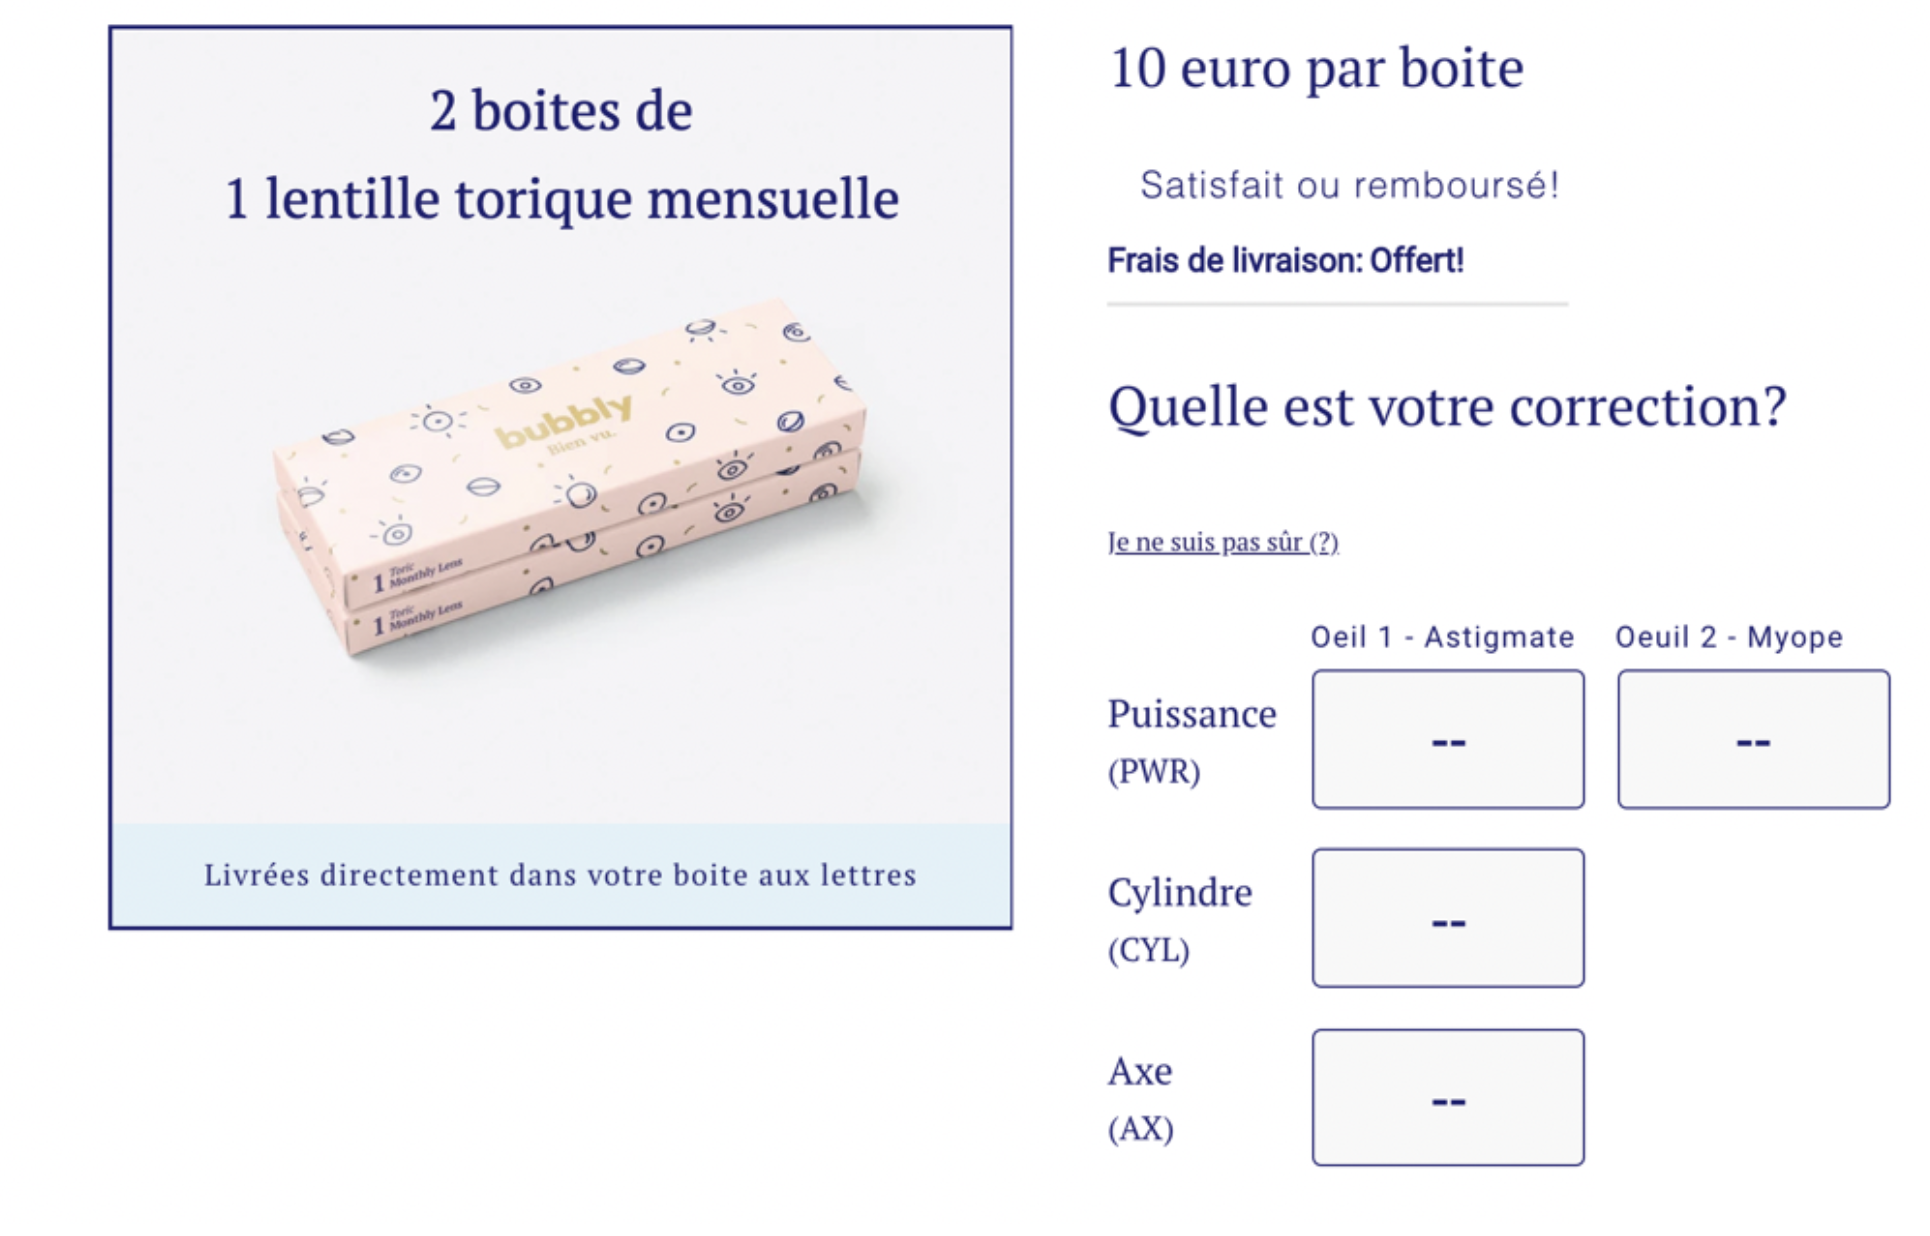 2 boites de
1 lentille torique mensuelle
bubbly
Bien vu.
1 Toric
Monthly Lens
1 Toric
Monthly Lens
Livrées directement dans votre boite aux lettres
10 euro par boite
Satisfait ou remboursé!
Frais de livraison: Offert!
Quelle est votre correction?
Je ne suis pas sûr (?)
Oeil 1 - Astigmate Oeuil 2 - Myope
Puissance
(PWR)
-- --
Cylindre
(CYL)
--
Axe
(AX)
--